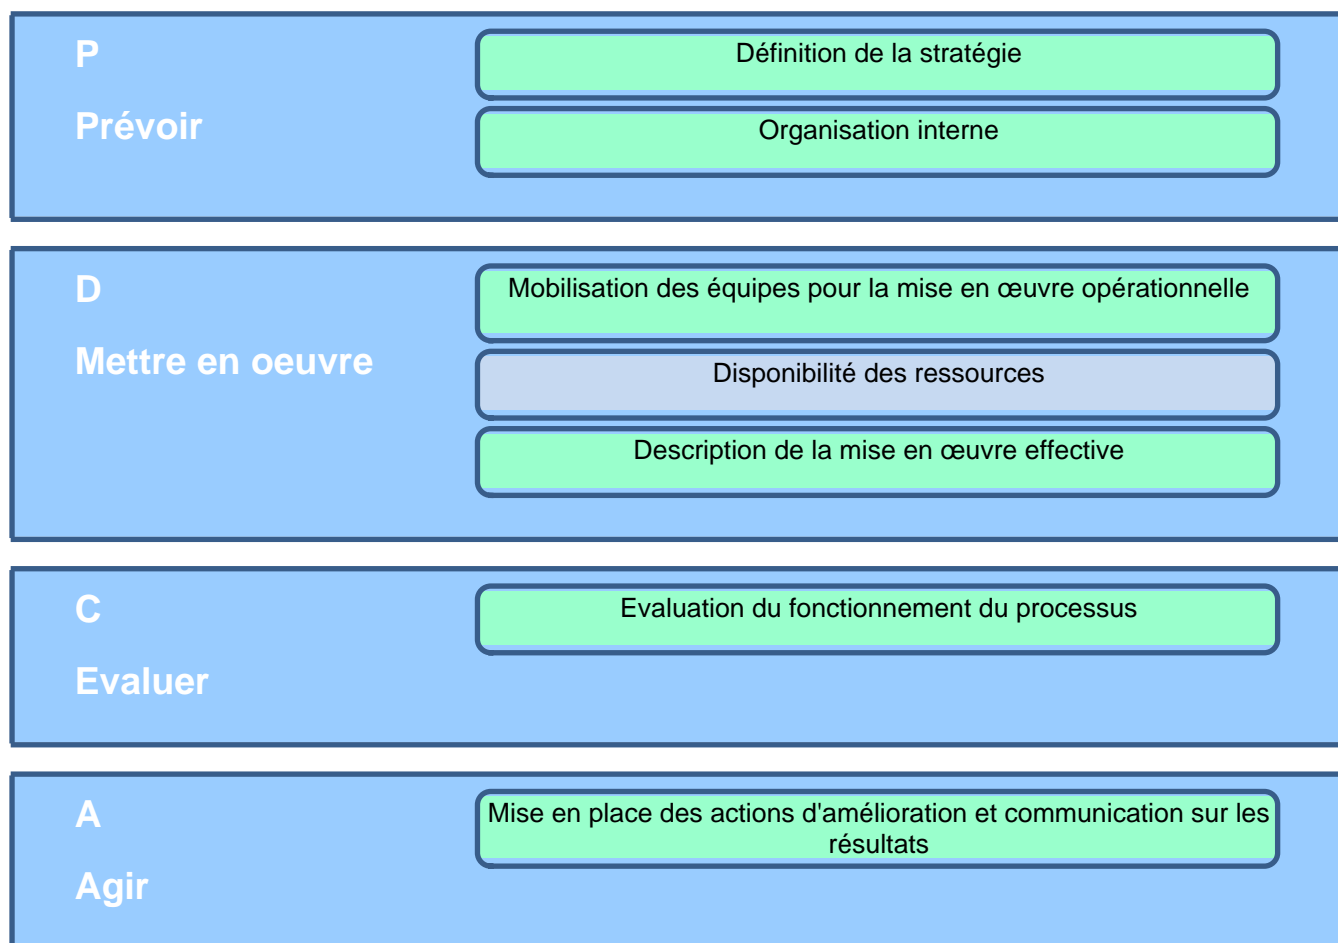 P
Prévoir
Définition de la stratégie
Organisation interne
D
Mettre en oeuvre
Mobilisation des équipes pour la mise en œuvre opérationnelle
Disponibilité des ressources
Description de la mise en œuvre effective
C
Evaluer
Evaluation du fonctionnement du processus
A
Agir
Mise en place des actions d'amélioration et communication sur les
résultats